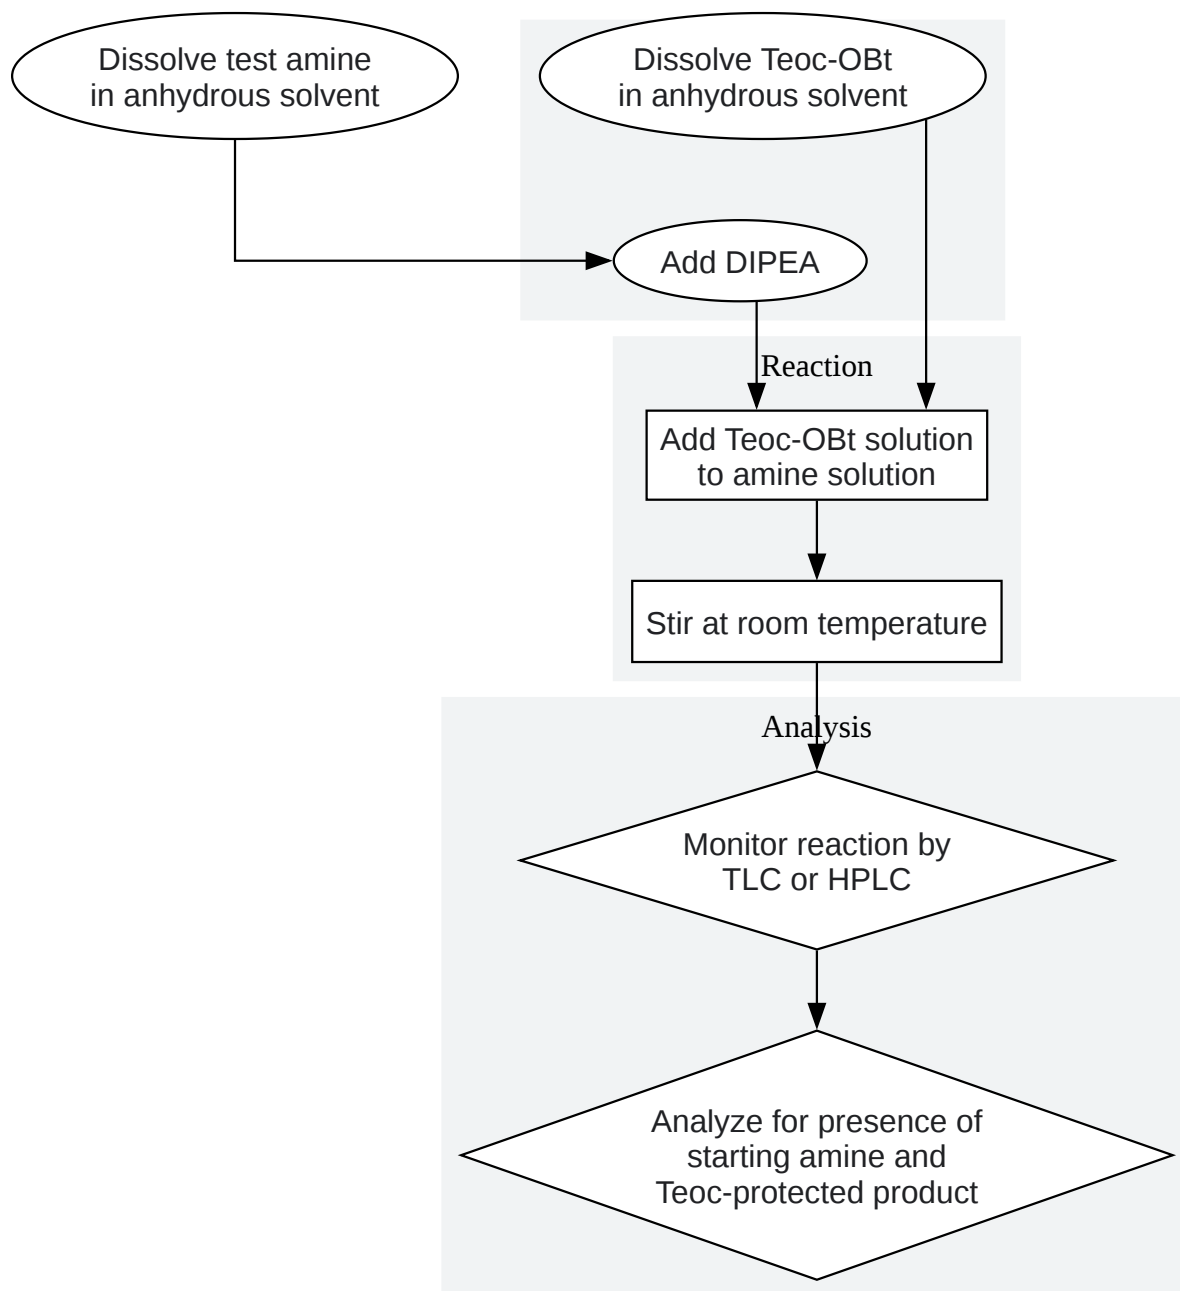 Dissolve test amine
in anhydrous solvent
Dissolve Teoc-OBt
in anhydrous solvent
Add DIPEA
Reaction
Add Teoc-OBt solution
to amine solution
Stir at room temperature
Analysis
Monitor reaction by
TLC or HPLC
Analyze for presence of
starting amine and
Teoc-protected product